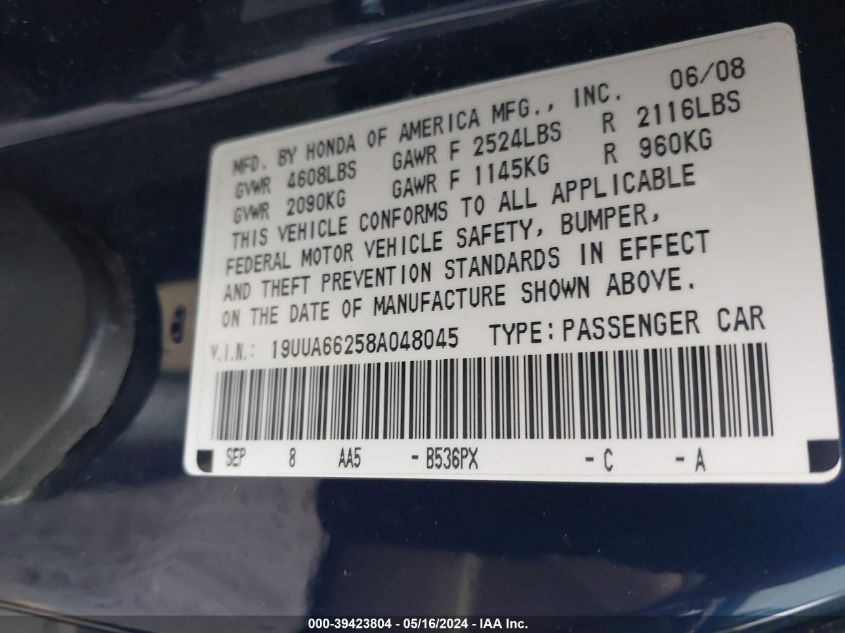 MFD. BY HONDA OF AMERICA MFG., INC. 06/08
GVWR 4608LBS GAWR F 2524LBS R 2116LBS
GVWR 2090KG GAWR F 1145KG R 960KG
THIS VEHICLE CONFORMS TO ALL APPLICABLE
FEDERAL MOTOR VEHICLE SAFETY, BUMPER,
AND THEFT PREVENTION STANDARDS IN EFFECT
ON THE DATE OF MANUFACTURE SHOWN ABOVE.
V.I.N.: 19UUA66258A048045 TYPE:PASSENGER CAR
SEP 8 AA5 -B536PX -C -A
000-39423804 - 05/16/2024 - IAA Inc.